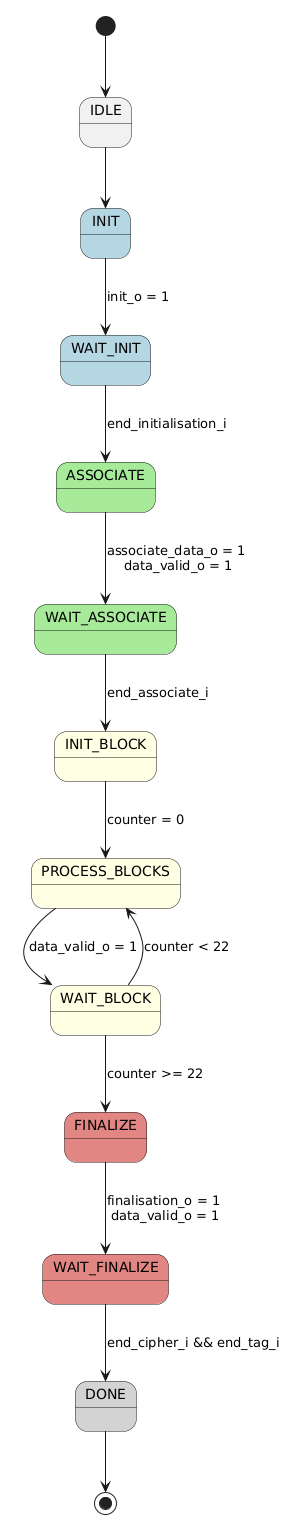 IDLE
INIT
init_o = 1
WAIT_INIT
end_initialisation_i
ASSOCIATE
associate_data_o = 1
data_valid_o = 1
WAIT_ASSOCIATE
end_associate_i
INIT_BLOCK
counter = 0
PROCESS_BLOCKS
data_valid_o = 1
counter < 22
WAIT_BLOCK
counter >= 22
FINALIZE
finalisation_o = 1
data_valid_o = 1
WAIT_FINALIZE
end_cipher_i && end_tag_i
DONE